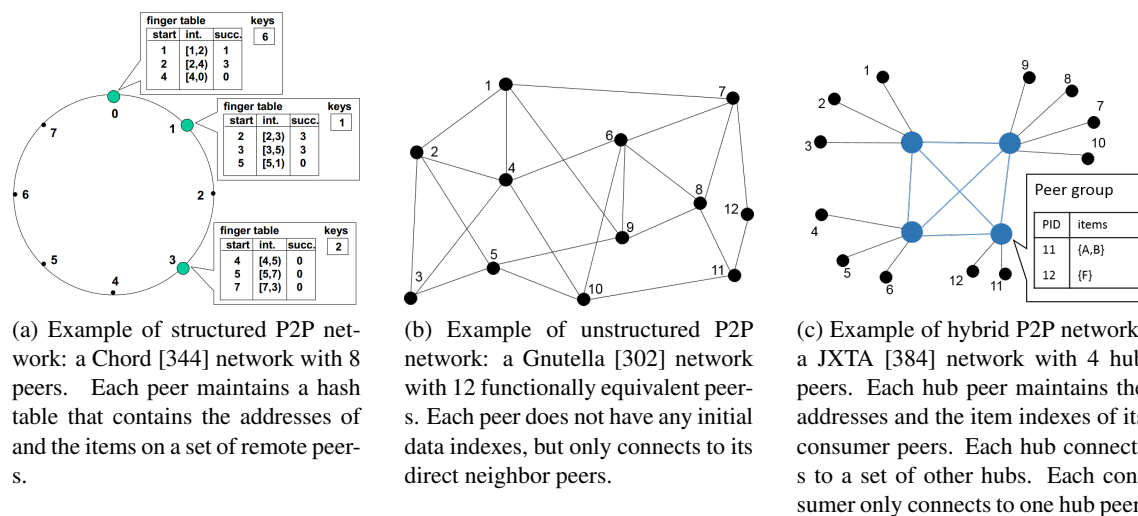 finger table keys
start int. succ. 6
1 [1,2) 1
2 [2,4) 3
4 [4,0) 0
0
finger table keys
start int. succ. 1
2 [2,3) 3
3 [3,5) 3
5 [5,1) 0
1
7
6
2
finger table keys
start int. succ. 2
4 [4,5) 0
5 [5,7) 0
7 [7,3) 0
5
3
4
(a) Example of structured P2P net-
work: a Chord [344] network with 8
peers. Each peer maintains a hash
table that contains the addresses of
and the items on a set of remote peer-
s.
1
7
6
2
4
8
12
9
5
11
3
10
(b) Example of unstructured P2P
network: a Gnutella [302] network
with 12 functionally equivalent peer-
s. Each peer does not have any initial
data indexes, but only connects to its
direct neighbor peers.
1
9
8
2
7
3
10
4
5
6
12
11
Peer group
PID items
11 {A,B}
12 {F}
(c) Example of hybrid P2P network
a JXTA [384] network with 4 hub
peers. Each hub peer maintains the
addresses and the item indexes of its
consumer peers. Each hub connect
s to a set of other hubs. Each con
sumer only connects to one hub peer